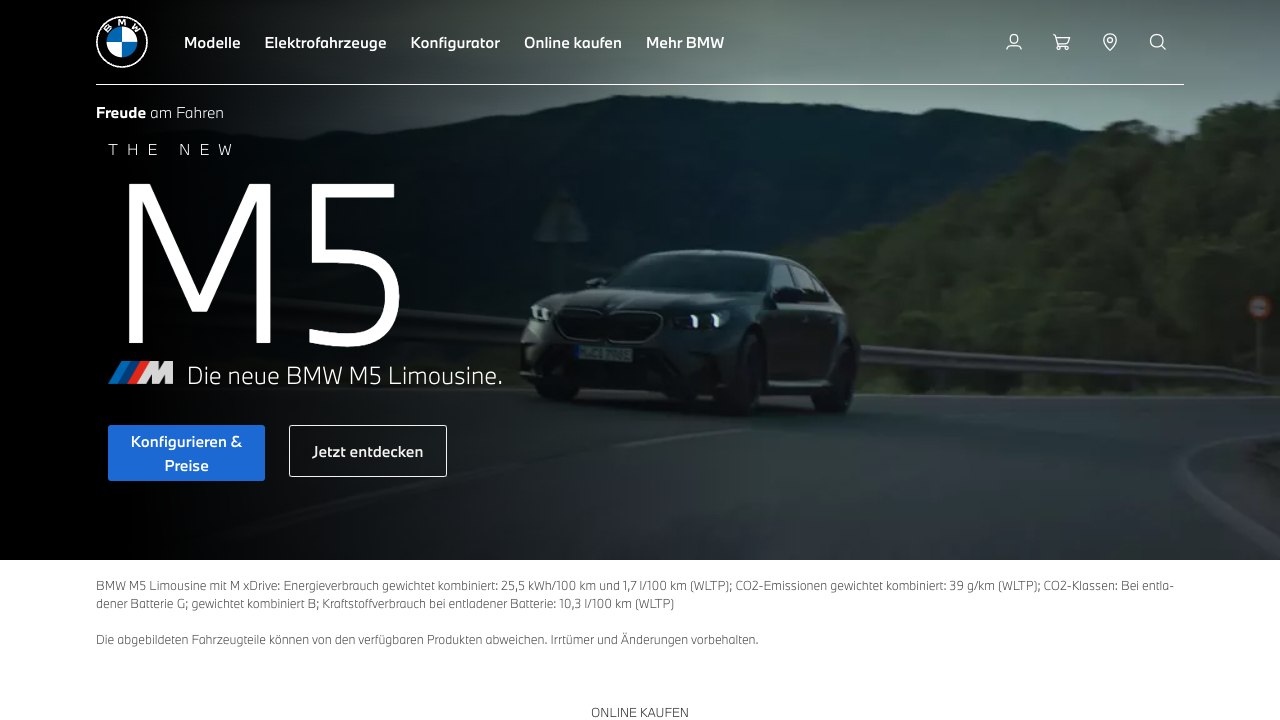 BMW
Modelle
Elektrofahrzeuge
Konfigurator
Online kaufen
Mehr BMW
Freude am Fahren
THE NEW
M5
M Die neue BMW M5 Limousine.
Konfigurieren &
Preise
Jetzt entdecken
BMW M5 Limousine mit M xDrive: Energieverbrauch gewichtet kombiniert: 25,5 kWh/100 km und 1,7 l/100 km (WLTP); CO2-Emissionen gewichtet kombiniert: 39 g/km (WLTP); CO2-Klassen: Bei entla-
dener Batterie G; gewichtet kombiniert B; Kraftstoffverbrauch bei entladener Batterie: 10,3 l/100 km (WLTP)
Die abgebildeten Fahrzeugteile können von den verfügbaren Produkten abweichen. Irrtümer und Änderungen vorbehalten.
ONLINE KAUFEN